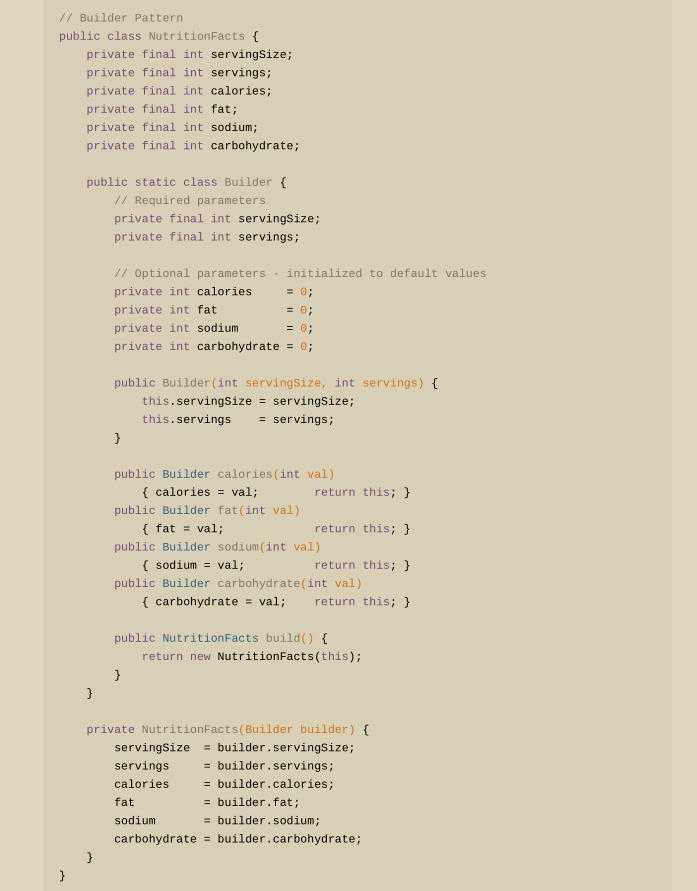 // Builder Pattern
public class NutritionFacts {
    private final int servingSize;
    private final int servings;
    private final int calories;
    private final int fat;
    private final int sodium;
    private final int carbohydrate;

    public static class Builder {
        // Required parameters
        private final int servingSize;
        private final int servings;

        // Optional parameters - initialized to default values
        private int calories     = 0;
        private int fat          = 0;
        private int sodium       = 0;
        private int carbohydrate = 0;

        public Builder(int servingSize, int servings) {
            this.servingSize = servingSize;
            this.servings    = servings;
        }

        public Builder calories(int val)
            { calories = val;        return this; }
        public Builder fat(int val)
            { fat = val;             return this; }
        public Builder sodium(int val)
            { sodium = val;          return this; }
        public Builder carbohydrate(int val)
            { carbohydrate = val;    return this; }

        public NutritionFacts build() {
            return new NutritionFacts(this);
        }
    }

    private NutritionFacts(Builder builder) {
        servingSize  = builder.servingSize;
        servings     = builder.servings;
        calories     = builder.calories;
        fat          = builder.fat;
        sodium       = builder.sodium;
        carbohydrate = builder.carbohydrate;
    }
}